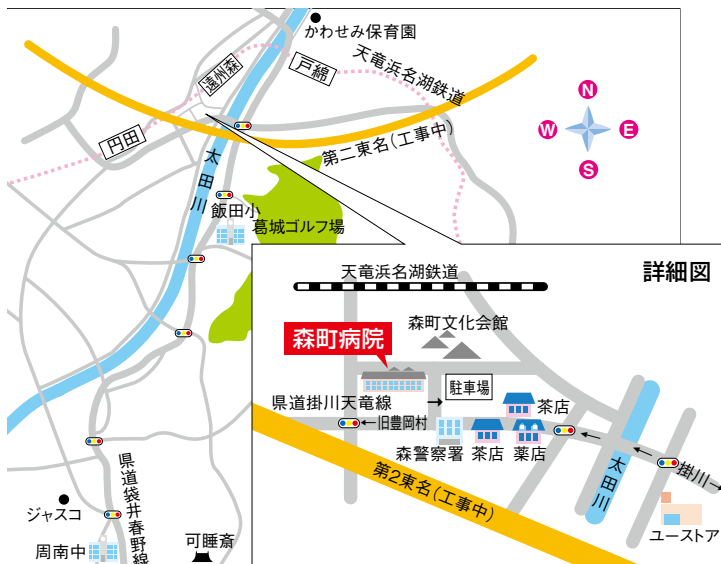 かわせみ保育園
天竜浜名湖鉄道
戸綿
遠州森
円田
第二東名(工事中)
太田川
飯田小
葛城ゴルフ場
N
W
E
S
詳細図
天竜浜名湖鉄道
森町文化会館
森町病院
駐車場
県道掛川天竜線
←旧豊岡村
茶店
森警察署
茶店
薬店
太田川
掛川→
第2東名(工事中)
ユーストア
県道袋井春野線
ジャスコ
周南中
可睡斎